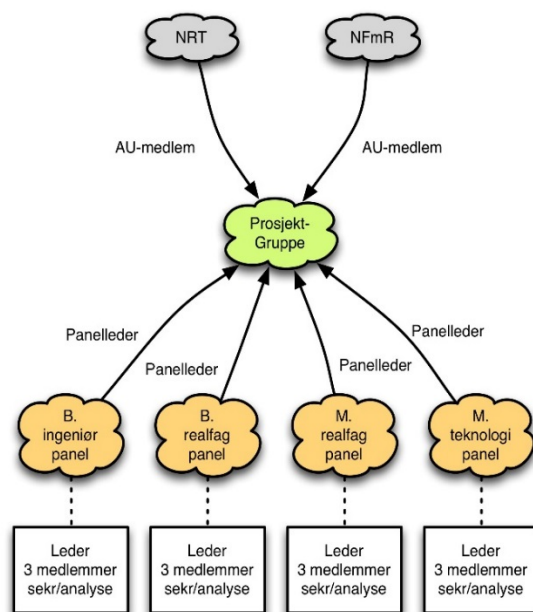 NRT
NFmR
AU-medlem
AU-medlem
Prosjekt-
Gruppe
Panelleder
Panelleder
Panelleder
Panelleder
B.
ingeniør
panel
B.
realfag
panel
M.
realfag
panel
M.
teknologi
panel
Leder
3 medlemmer
sekr/analyse
Leder
3 medlemmer
sekr/analyse
Leder
3 medlemmer
sekr/analyse
Leder
3 medlemmer
sekr/analyse